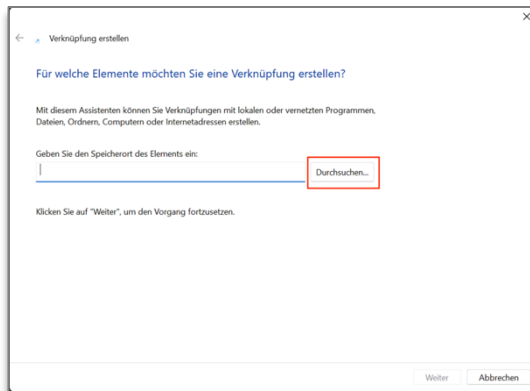 Verknüpfung erstellen
Für welche Elemente möchten Sie eine Verknüpfung erstellen?
Mit diesem Assistenten können Sie Verknüpfungen mit lokalen oder vernetzten Programmen,
Dateien, Ordnern, Computern oder Internetadressen erstellen.
Geben Sie den Speicherort des Elements ein:
Durchsuchen...
Klicken Sie auf "Weiter", um den Vorgang fortzusetzen.
Weiter Abbrechen